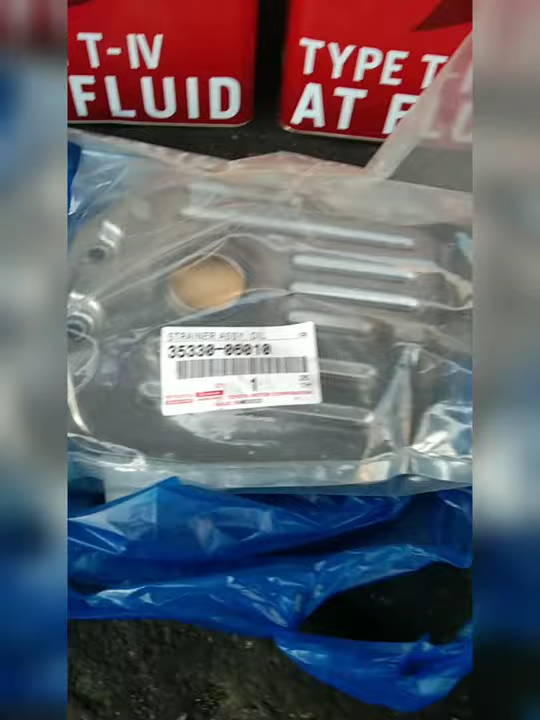 T-IV
FLUID
TYPE T-
AT F
STRAINER ASSY, OIL
35330-06010
1